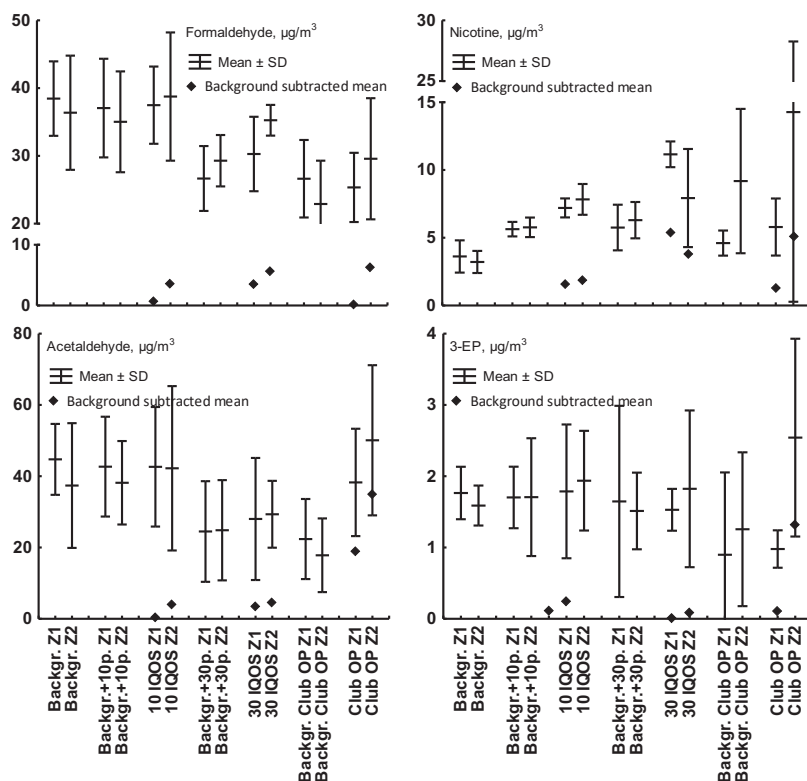 Formaldehyde, µg/m³
Mean ± SD
Background subtracted mean
50
40
30
20
10
0
Nicotine, µg/m³
Mean ± SD
Background subtracted mean
30
25
15
10
5
0
Acetaldehyde, µg/m³
Mean ± SD
Background subtracted mean
80
60
40
20
0
3-EP, µg/m³
Mean ± SD
Background subtracted mean
4
3
2
1
0
Backgr. Z1
Backgr. Z2
Backgr.+10p. Z1
Backgr.+10p. Z2
10 IQOS Z1
10 IQOS Z2
Backgr.+30p. Z1
Backgr.+30p. Z2
30 IQOS Z1
30 IQOS Z2
Backgr. Club OP Z1
Backgr. Club OP Z2
Club OP Z1
Club OP Z2
Backgr. Z1
Backgr. Z2
Backgr.+10p. Z1
Backgr.+10p. Z2
10 IQOS Z1
10 IQOS Z2
Backgr.+30p. Z1
Backgr.+30p. Z2
30 IQOS Z1
30 IQOS Z2
Backgr. Club OP Z1
Backgr. Club OP Z2
Club OP Z1
Club OP Z2